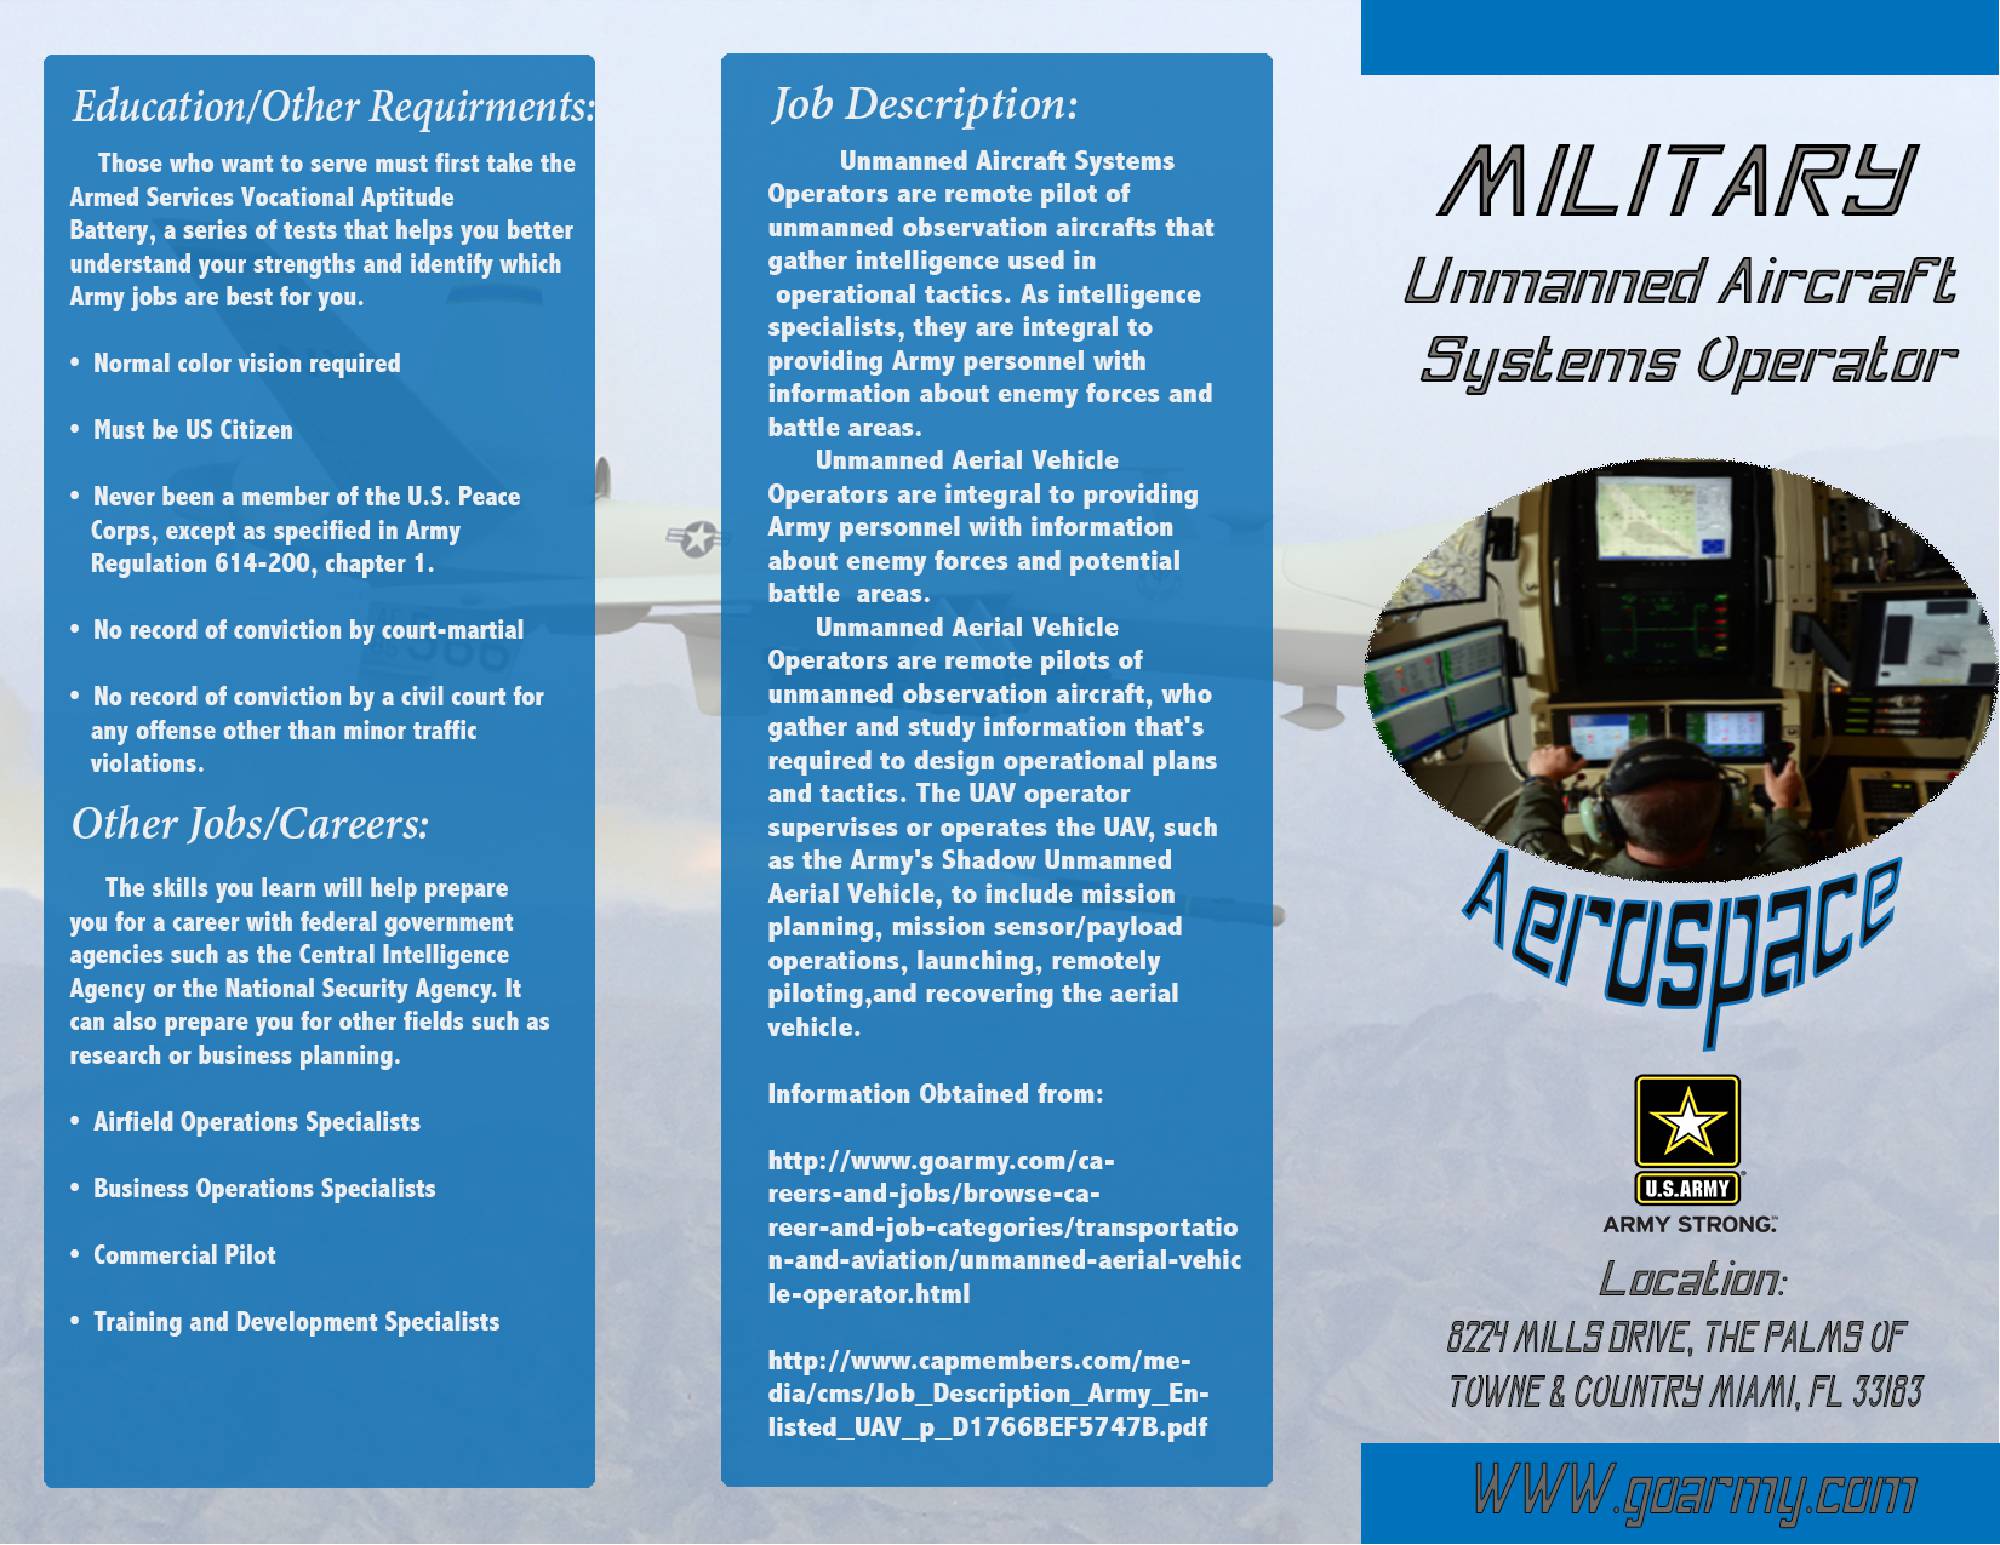 Education/Other Requirments:
Those who want to serve must first take the
Armed Services Vocational Aptitude
Battery, a series of tests that helps you better
understand your strengths and identify which
Army jobs are best for you.
• Normal color vision required
• Must be US Citizen
• Never been a member of the U.S. Peace
Corps, except as specified in Army
Regulation 614-200, chapter 1.
• No record of conviction by court-martial
• No record of conviction by a civil court for
any offense other than minor traffic
violations.
Other Jobs/Careers:
The skills you learn will help prepare
you for a career with federal government
agencies such as the Central Intelligence
Agency or the National Security Agency. It
can also prepare you for other fields such as
research or business planning.
• Airfield Operations Specialists
• Business Operations Specialists
• Commercial Pilot
• Training and Development Specialists
Job Description:
Unmanned Aircraft Systems
Operators are remote pilot of
unmanned observation aircrafts that
gather intelligence used in
operational tactics. As intelligence
specialists, they are integral to
providing Army personnel with
information about enemy forces and
battle areas.
Unmanned Aerial Vehicle
Operators are integral to providing
Army personnel with information
about enemy forces and potential
battle  areas.
Unmanned Aerial Vehicle
Operators are remote pilots of
unmanned observation aircraft, who
gather and study information that's
required to design operational plans
and tactics. The UAV operator
supervises or operates the UAV, such
as the Army's Shadow Unmanned
Aerial Vehicle, to include mission
planning, mission sensor/payload
operations, launching, remotely
piloting,and recovering the aerial
vehicle.
Information Obtained from:
http://www.goarmy.com/ca-
reers-and-jobs/browse-ca-
reer-and-job-categories/transportatio
n-and-aviation/unmanned-aerial-vehic
le-operator.html
http://www.capmembers.com/me-
dia/cms/Job_Description_Army_En-
listed_UAV_p_D1766BEF5747B.pdf
MILITARY
Unmanned Aircraft
Systems Operator
Aerospace
U.S.ARMY
ARMY STRONG.
Location:
8224 MILLS DRIVE, THE PALMS OF
TOWNE & COUNTRY MIAMI, FL 33183
WWW.goarmy.com